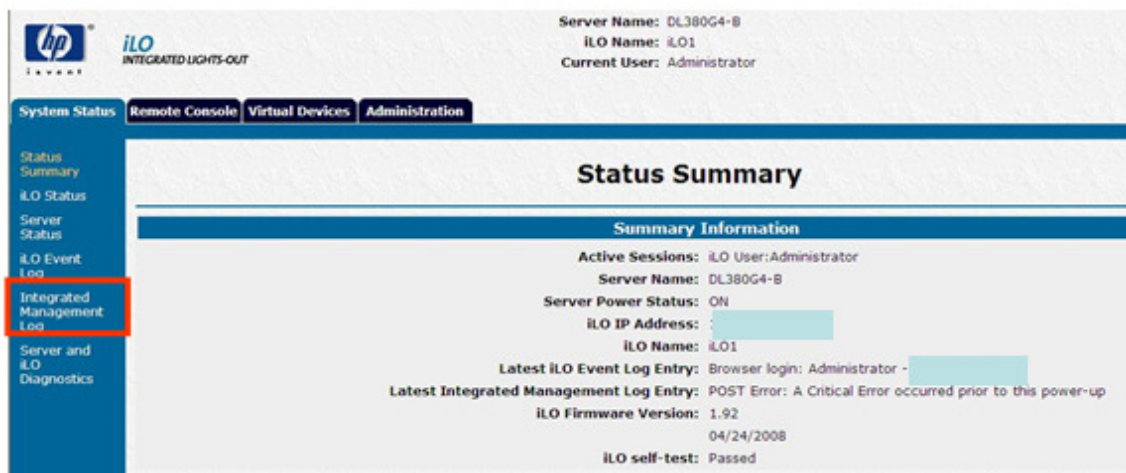 Server Name: DL380G4-B
iLO Name: iLO1
Current User: Administrator
hp
invent
iLO
INTEGRATED LIGHTS-OUT
System Status Remote Console Virtual Devices Administration
Status
Summary
iLO Status
Server
Status
iLO Event
Log
Integrated
Management
Log
Server and
iLO
Diagnostics
Status Summary
Summary Information
Active Sessions: iLO User:Administrator
Server Name: DL380G4-B
Server Power Status: ON
iLO IP Address:
iLO Name: iLO1
Latest iLO Event Log Entry: Browser login: Administrator -
Latest Integrated Management Log Entry: POST Error: A Critical Error occurred prior to this power-up
iLO Firmware Version: 1.92
04/24/2008
iLO self-test: Passed